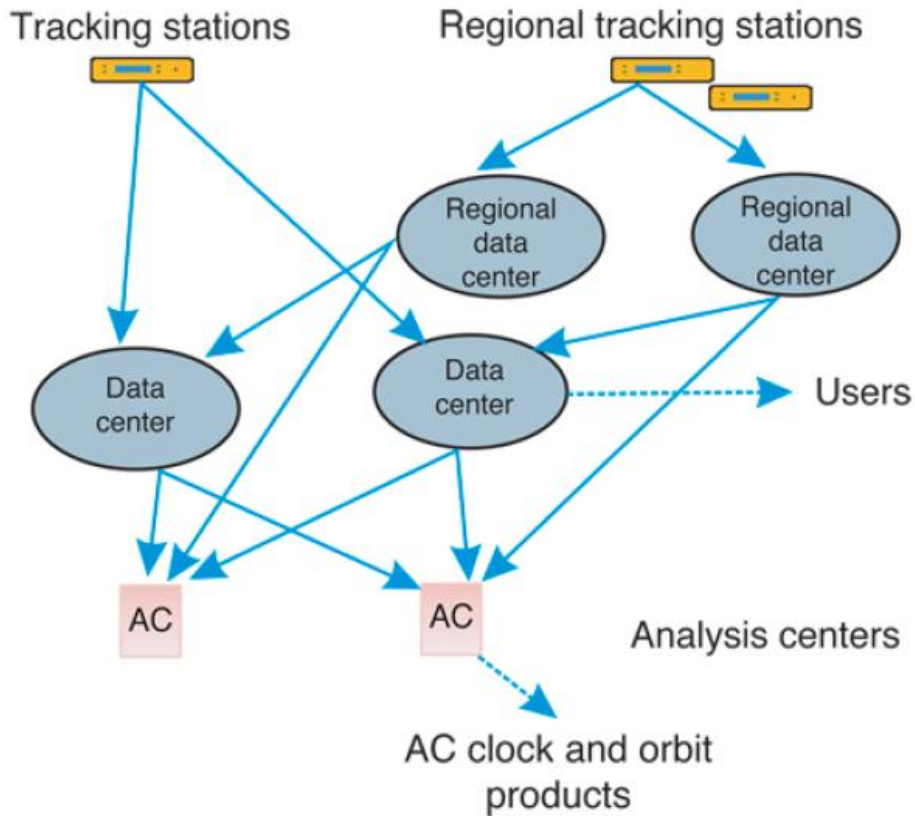 Tracking stations
Regional tracking stations
Regional
data
center
Regional
data
center
Data
center
Data
center
Users
AC
AC
Analysis centers
AC clock and orbit
products